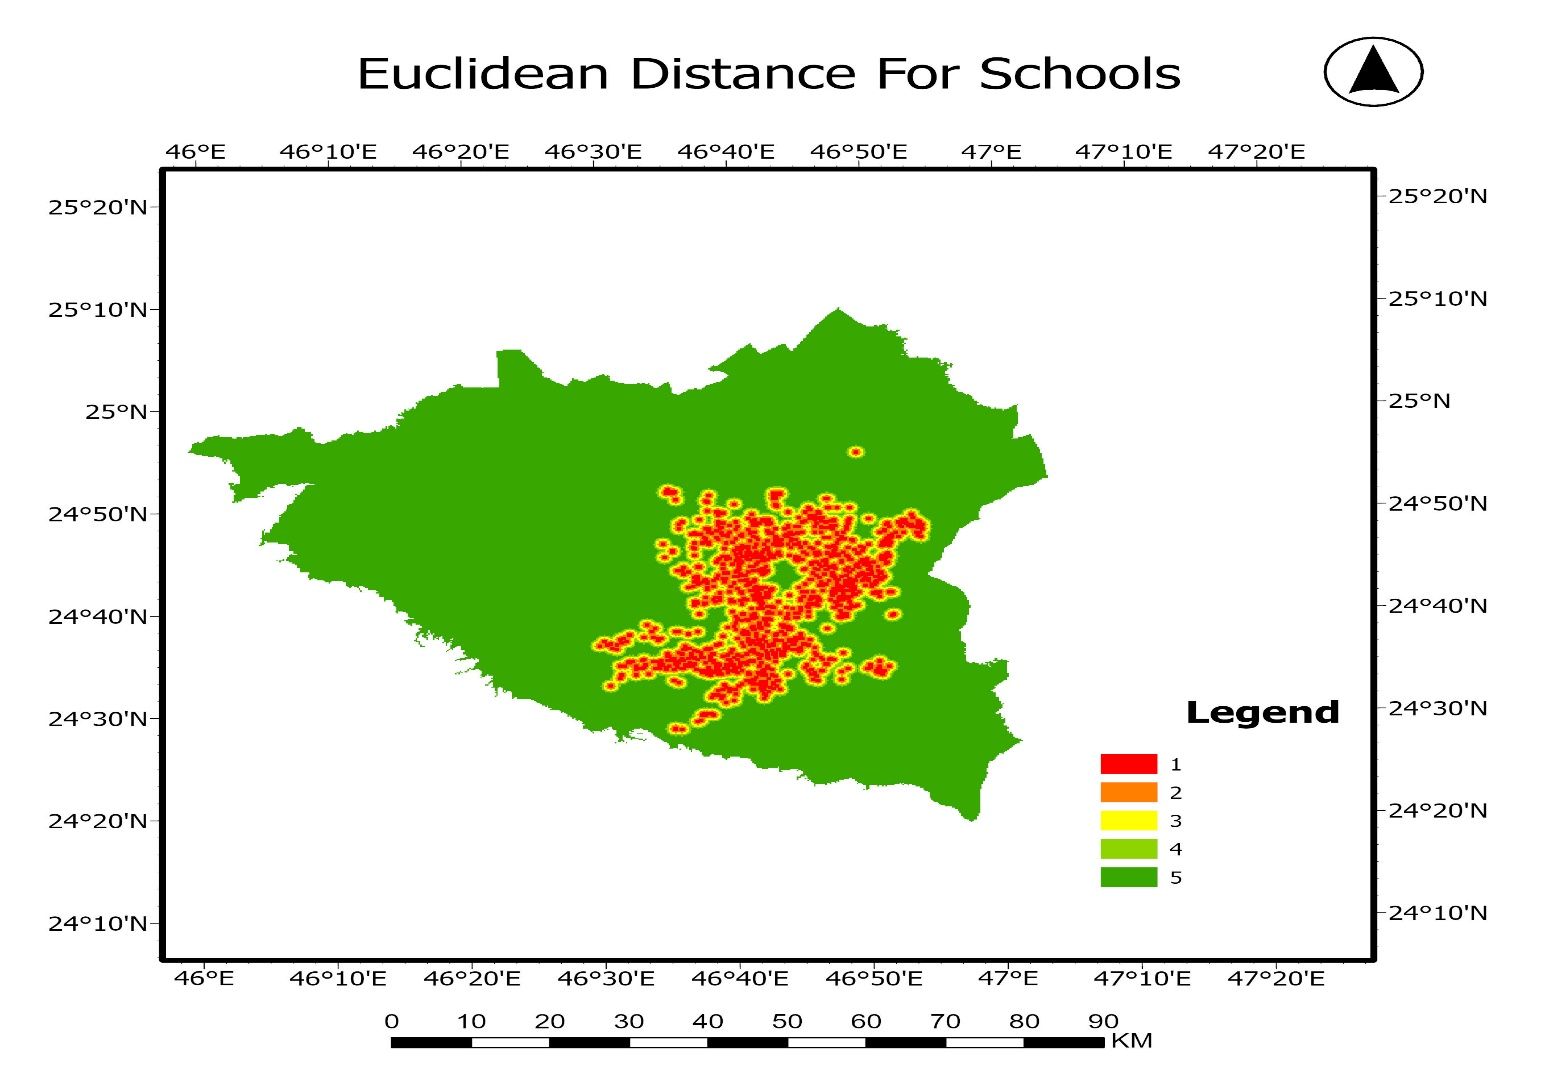 Euclidean Distance For Schools
46°E 46°10'E 46°20'E 46°30'E 46°40'E 46°50'E 47°E 47°10'E 47°20'E
25°20'N 25°20'N
25°10'N 25°10'N
25°N 25°N
24°50'N 24°50'N
24°40'N 24°40'N
24°30'N 24°30'N
Legend
1
2
3
4
5
24°20'N 24°20'N
24°10'N 24°10'N
46°E 46°10'E 46°20'E 46°30'E 46°40'E 46°50'E 47°E 47°10'E 47°20'E
0 10 20 30 40 50 60 70 80 90
KM